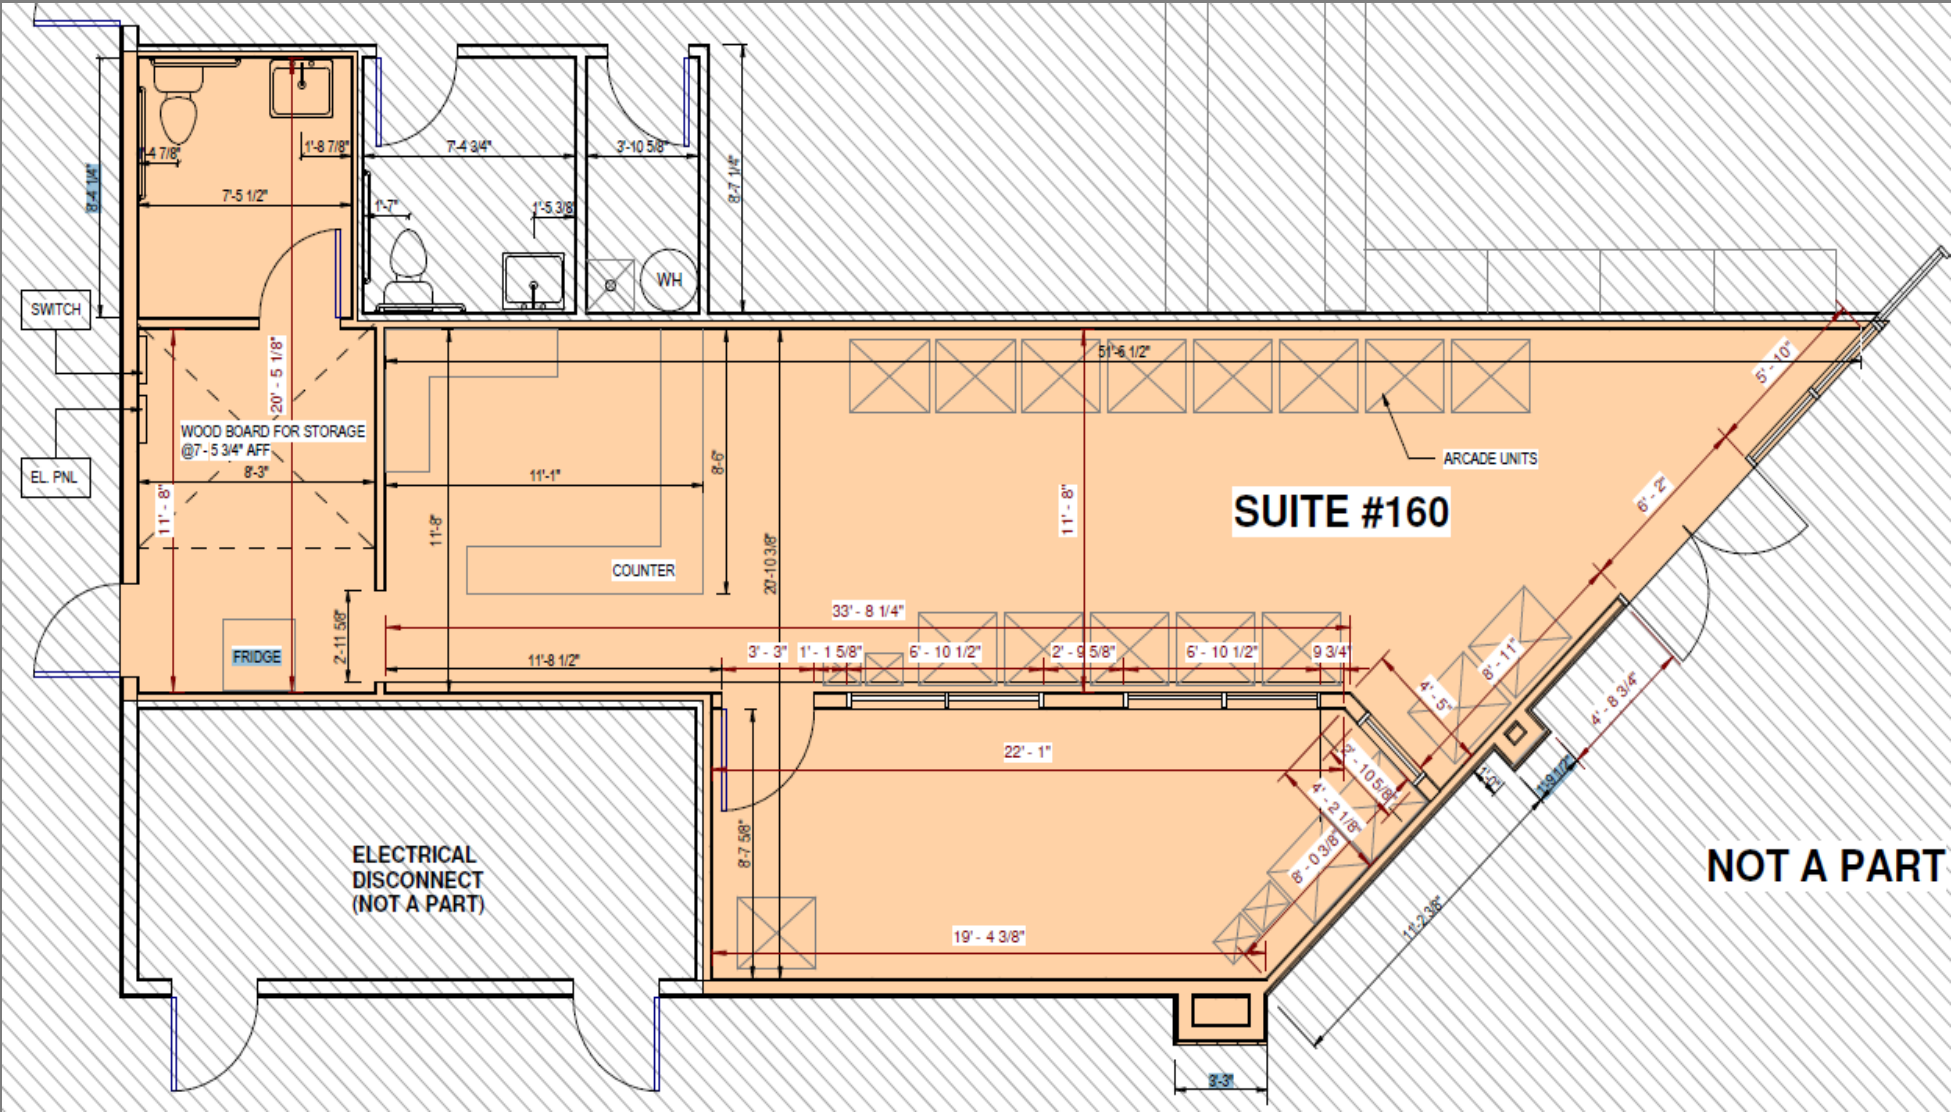 1'-8 7/8"
7'-4 3/4"
3'-10 5/8"
8'-7 1/4"
8'-4 1/4"
7'-5 1/2"
1'-7"
1'-5 3/8"
WH
SWITCH
20' - 5 1/8"
51'-6 1/2"
5'- 10"
WOOD BOARD FOR STORAGE
@7'- 5 3/4" AFF
8'-3"
EL. PNL
11' - 8"
11'-1"
8'-6"
11' - 8"
ARCADE UNITS
6' - 2"
SUITE #160
11'-8"
20'-10 3/8"
COUNTER
33' - 8 1/4"
2'-11 5/8"
FRIDGE
11'-8 1/2"
3' - 3"
1' - 1 5/8"
6' - 10 1/2"
2' - 9 5/8"
6' - 10 1/2"
9 3/4"
8' - 11"
4' - 5"
4' - 8 3/4"
22' - 1"
2' - 10 5/8"
1'-0"
1'-9 1/2"
4' - 2 1/8"
8' - 0 3/8"
8'-7 5/8"
ELECTRICAL
DISCONNECT
(NOT A PART)
NOT A PART
11'-2 3/8"
19' - 4 3/8"
3'-3"